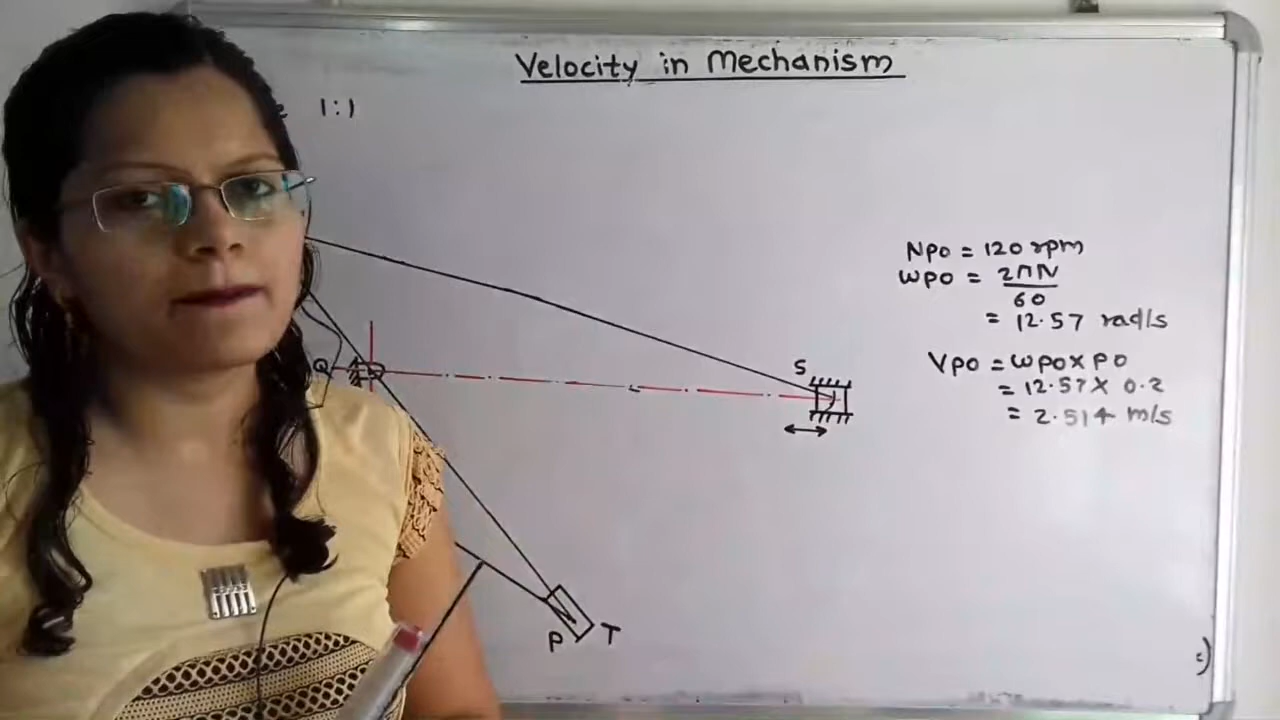 Velocity in Mechanism
1:1
NPO = 120 rpm
ωPO = 2πN
60
= 12.57 rad/s
S
VPO = ωPO x PO
Q
= 12.57 x 0.2
= 2.514 m/s
P T